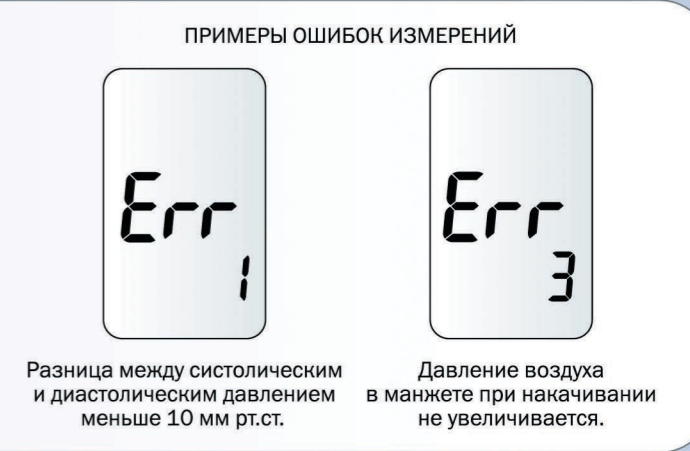 ПРИМЕРЫ ОШИБОК ИЗМЕРЕНИЙ
Err
1
Err
3
Разница между систолическим
и диастолическим давлением
меньше 10 мм рт.ст.
Давление воздуха
в манжете при накачивании
не увеличивается.